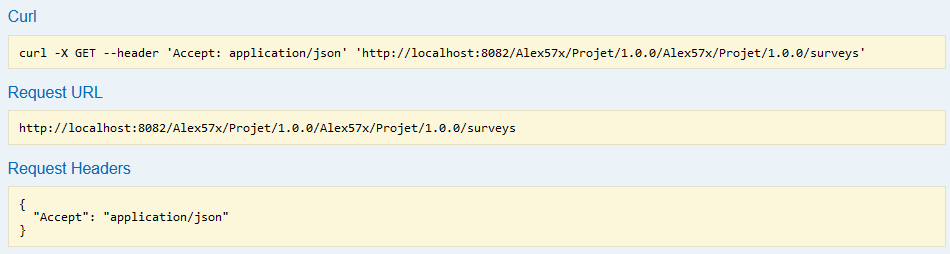 Curl
curl -X GET --header 'Accept: application/json' 'http://localhost:8082/Alex57x/Projet/1.0.0/Alex57x/Projet/1.0.0/surveys'
Request URL
http://localhost:8082/Alex57x/Projet/1.0.0/Alex57x/Projet/1.0.0/surveys
Request Headers
{
  "Accept": "application/json"
}